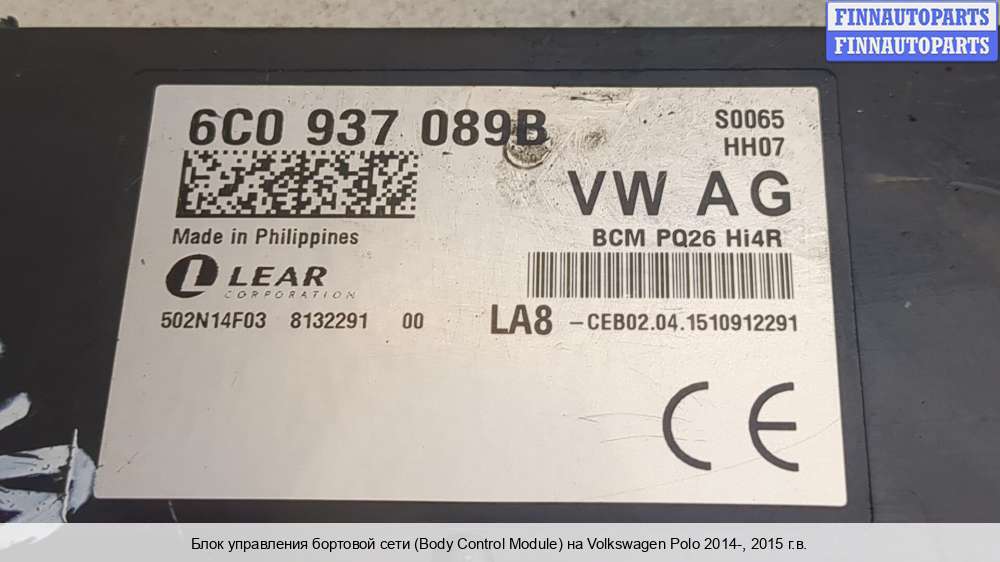 FINNAUTOPARTS
FINNAUTOPARTS
6C0 937 089B
S0065
HH07
VW AG
Made in Philippines
BCM PQ26 Hi4R
LEAR
CORPORATION
502N14F03 8132291 00
LA8 -CEB02.04.1510912291
CE
Блок управления бортовой сети (Body Control Module) на Volkswagen Polo 2014-, 2015 г.в.